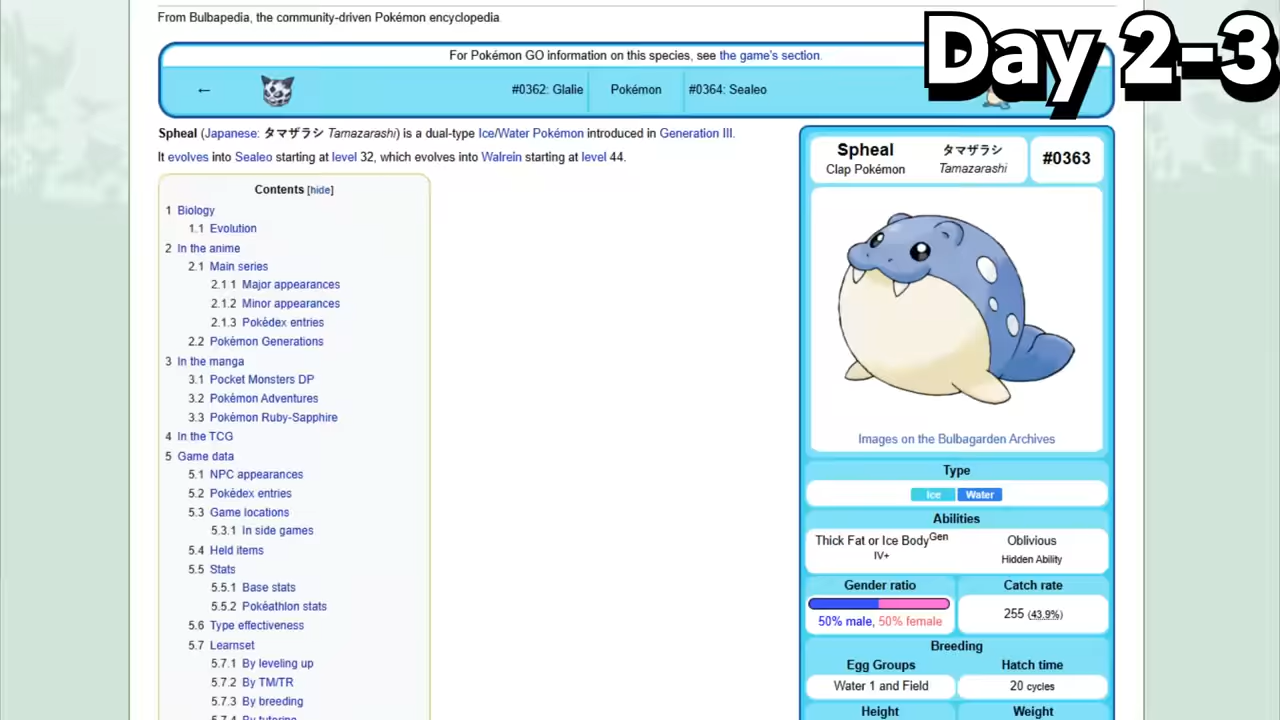 From Bulbapedia, the community-driven Pokémon encyclopedia
Day 2-3
For Pokémon GO information on this species, see the game's section.
← #0362: Glalie Pokémon #0364: Sealeo
Spheal (Japanese: タマザラシ Tamazarashi) is a dual-type Ice/Water Pokémon introduced in Generation III.
It evolves into Sealeo starting at level 32, which evolves into Walrein starting at level 44.
Contents [hide]
1 Biology
1.1 Evolution
2 In the anime
2.1 Main series
2.1 1 Major appearances
2.1.2 Minor appearances
2.1.3 Pokédex entries
2.2 Pokémon Generations
3 In the manga
3.1 Pocket Monsters DP
3.2 Pokémon Adventures
3.3 Pokémon Ruby-Sapphire
4 In the TCG
5 Game data
5.1 NPC appearances
5.2 Pokédex entries
5.3 Game locations
5.3.1 In side games
5.4 Held items
5.5 Stats
5.5.1 Base stats
5.5.2 Pokéathlon stats
5.6 Type effectiveness
5.7 Learnset
5.7.1 By leveling up
5.7.2 By TM/TR
5.7.3 By breeding
5.7.4 By tutoring
Spheal タマザラシ #0363
Clap Pokémon Tamazarashi
Images on the Bulbagarden Archives
Type
Ice Water
Abilities
Thick Fat or Ice Body Gen IV+
Oblivious
Hidden Ability
Gender ratio Catch rate
50% male, 50% female 255 (43.9%)
Breeding
Egg Groups Hatch time
Water 1 and Field 20 cycles
Height Weight